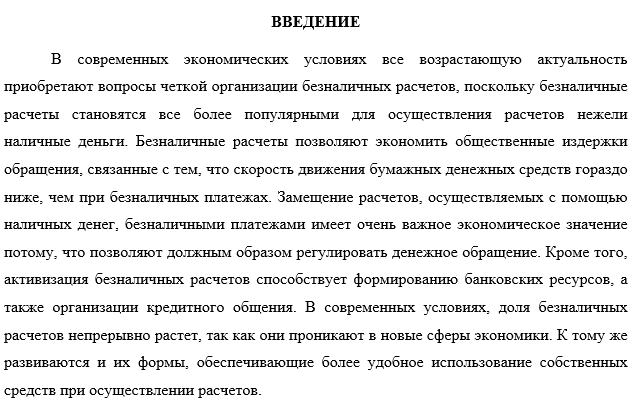 ВВЕДЕНИЕ
В современных экономических условиях все возрастающую актуальность
приобретают вопросы четкой организации безналичных расчетов, поскольку безналичные
расчеты становятся все более популярными для осуществления расчетов нежели
наличные деньги. Безналичные расчеты позволяют экономить общественные издержки
обращения, связанные с тем, что скорость движения бумажных денежных средств гораздо
ниже, чем при безналичных платежах. Замещение расчетов, осуществляемых с помощью
наличных денег, безналичными платежами имеет очень важное экономическое значение
потому, что позволяют должным образом регулировать денежное обращение. Кроме того,
активизация безналичных расчетов способствует формированию банковских ресурсов, а
также организации кредитного общения. В современных условиях, доля безналичных
расчетов непрерывно растет, так как они проникают в новые сферы экономики. К тому же
развиваются и их формы, обеспечивающие более удобное использование собственных
средств при осуществлении расчетов.